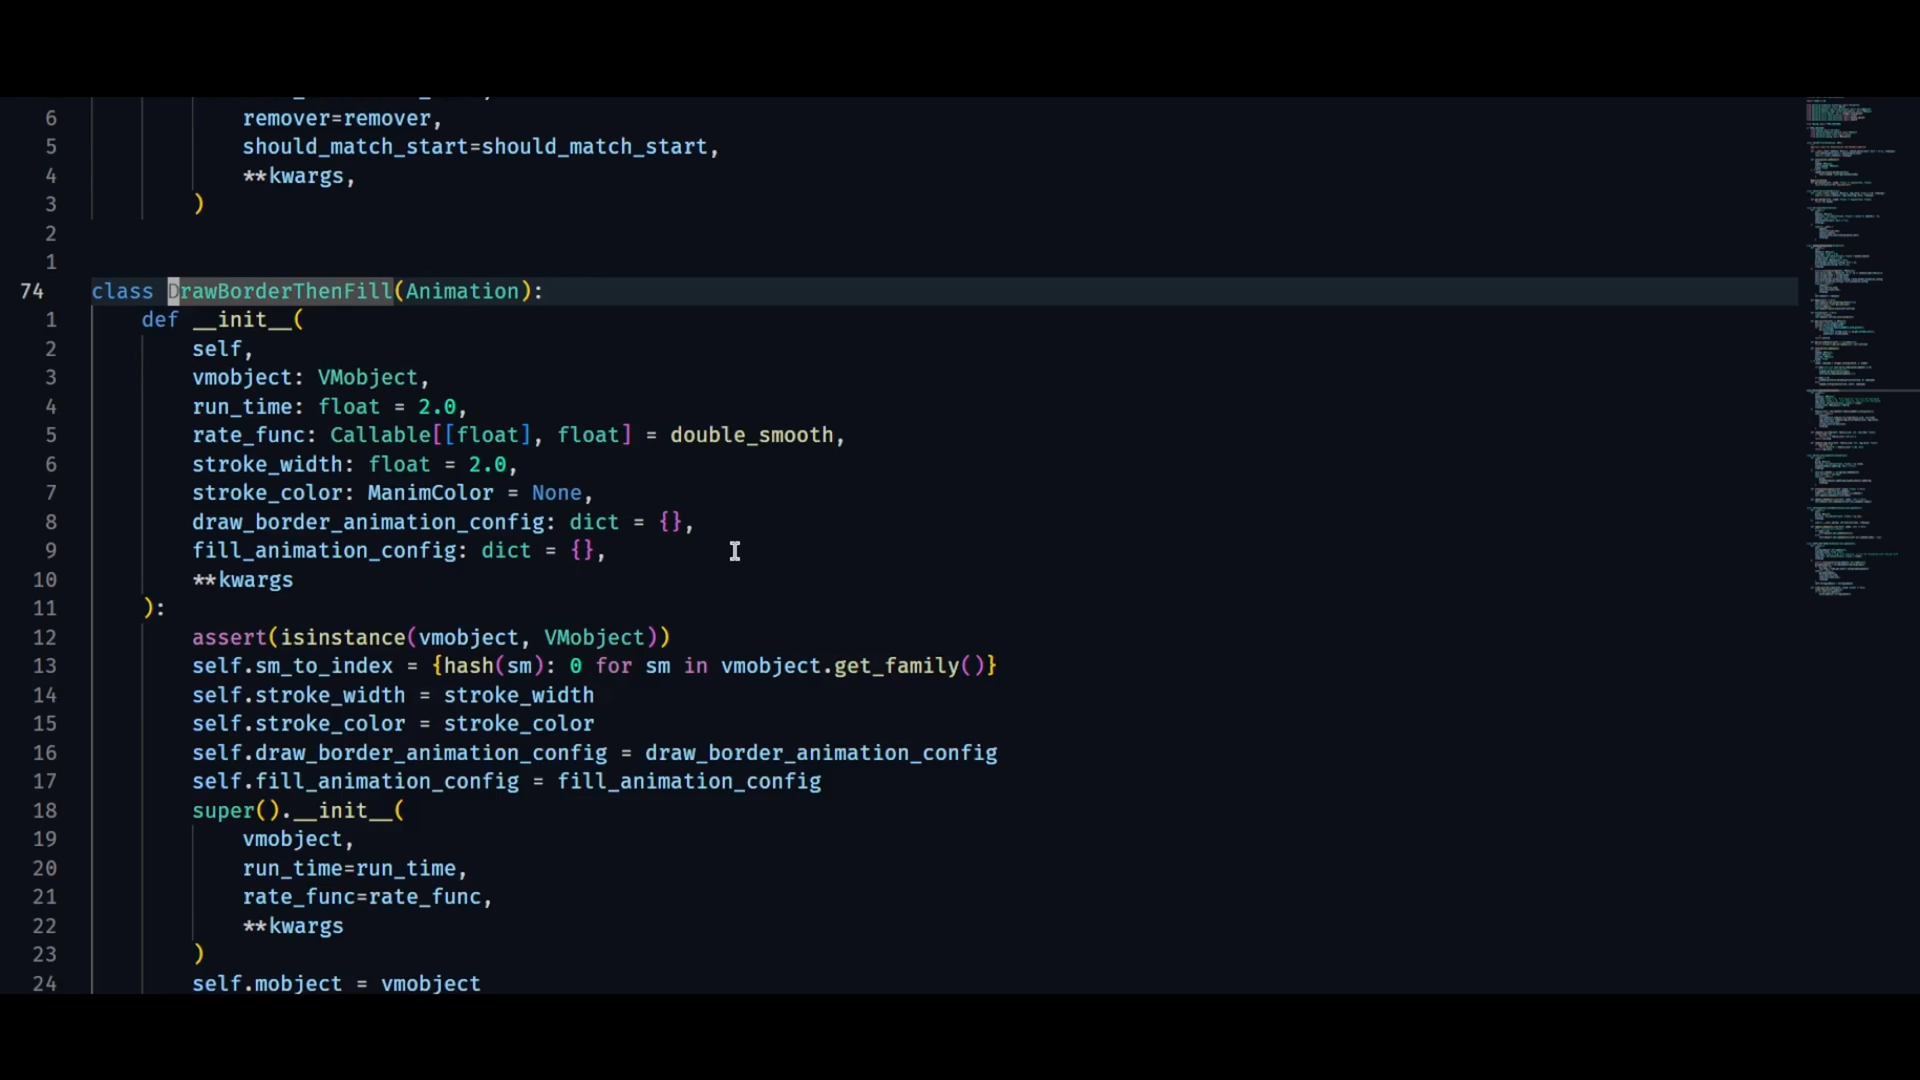 6 remover=remover,
5 should_match_start=should_match_start,
4 **kwargs,
3 )
2
1
74 class DrawBorderThenFill(Animation):
1 def __init__(
2 self,
3 vmobject: VMobject,
4 run_time: float = 2.0,
5 rate_func: Callable[[float], float] = double_smooth,
6 stroke_width: float = 2.0,
7 stroke_color: ManimColor = None,
8 draw_border_animation_config: dict = {},
9 fill_animation_config: dict = {},
10 **kwargs
11 ):
12 assert(isinstance(vmobject, VMobject))
13 self.sm_to_index = {hash(sm): 0 for sm in vmobject.get_family()}
14 self.stroke_width = stroke_width
15 self.stroke_color = stroke_color
16 self.draw_border_animation_config = draw_border_animation_config
17 self.fill_animation_config = fill_animation_config
18 super().__init__(
19 vmobject,
20 run_time=run_time,
21 rate_func=rate_func,
22 **kwargs
23 )
24 self.mobject = vmobject